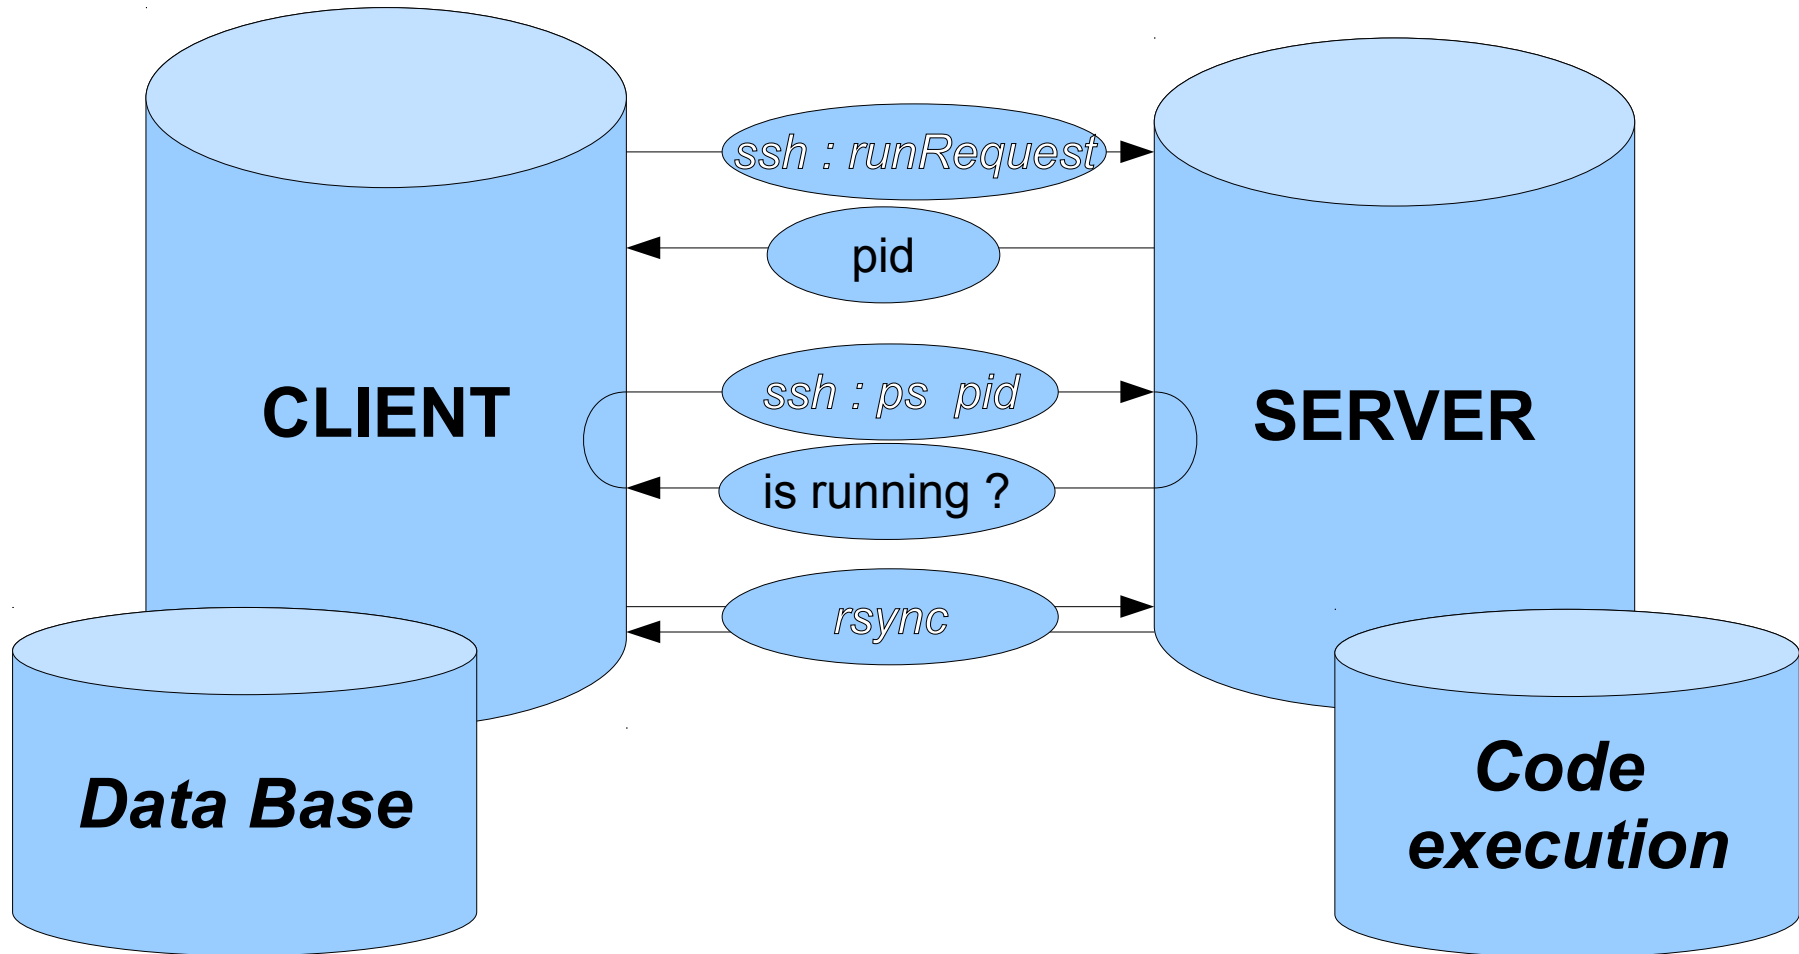 ssh : runRequest
pid
CLIENT
ssh : ps  pid
SERVER
is running ?
rsync
Data Base
Code
execution